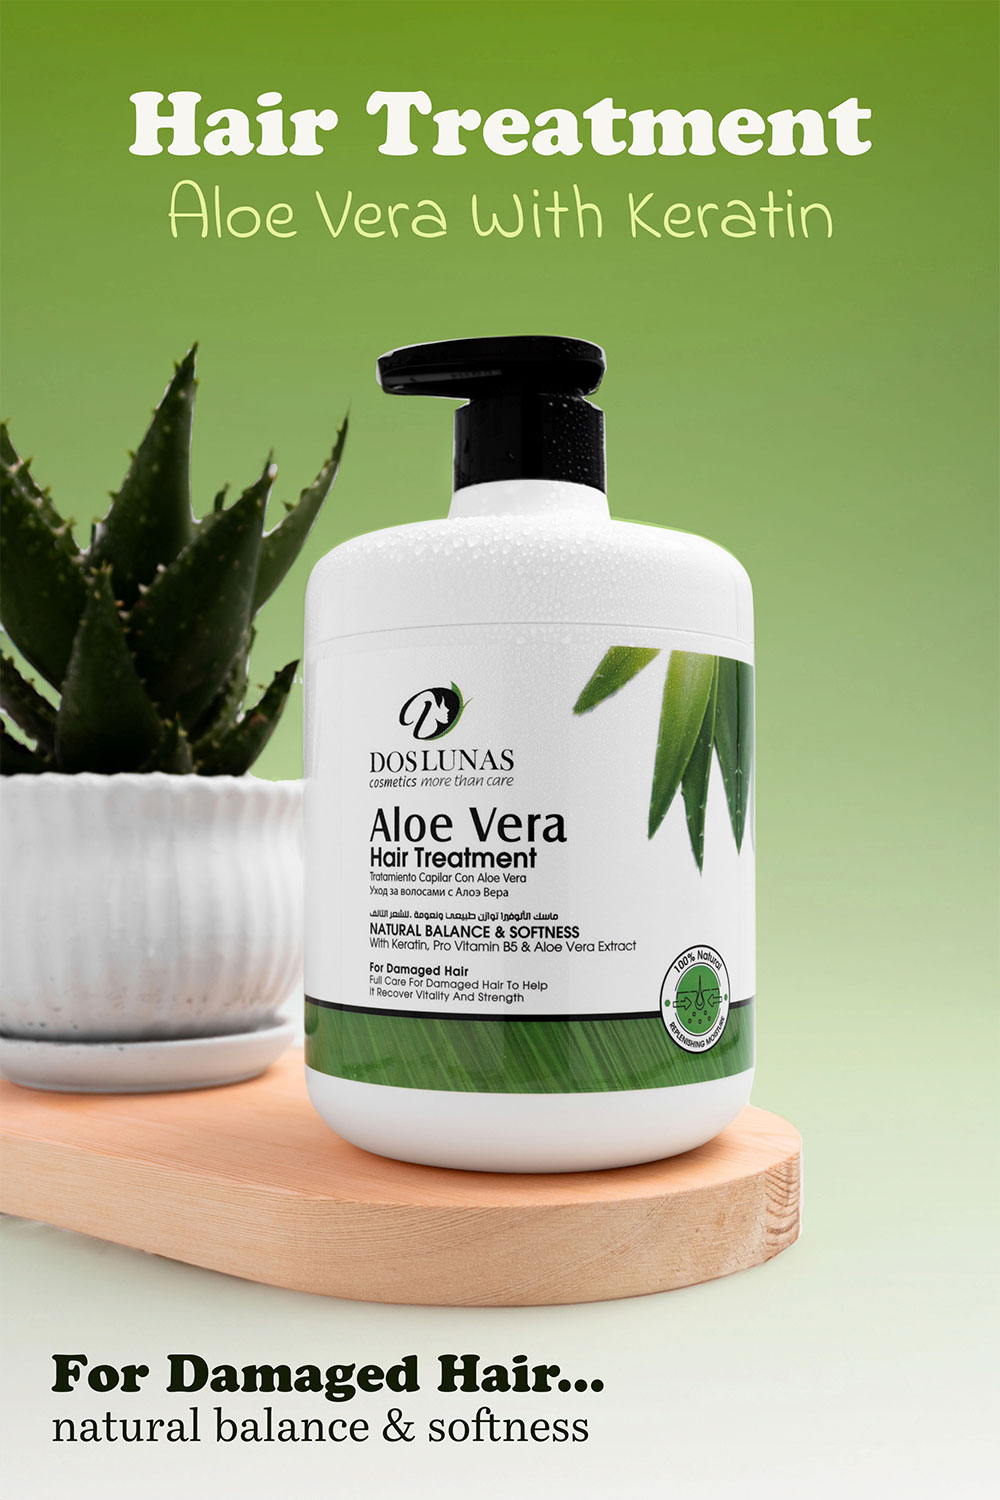 Hair Treatment
Aloe Vera With Keratin
DOSLUNAS
cosmetics more than care
Aloe Vera
Hair Treatment
Tratamiento Capilar Con Aloe Vera
Уход за волосами с Алоэ Вера
ماسك الألوفيرا توازن طبيعي ونعومة .للشعر التالف
NATURAL BALANCE & SOFTNESS
With Keratin, Pro Vitamin B5 & Aloe Vera Extract
For Damaged Hair
Full Care For Damaged Hair To Help
It Recover Vitality And Strength
100% Natural
REPLENISHING MOISTURE
For Damaged Hair...
natural balance & softness